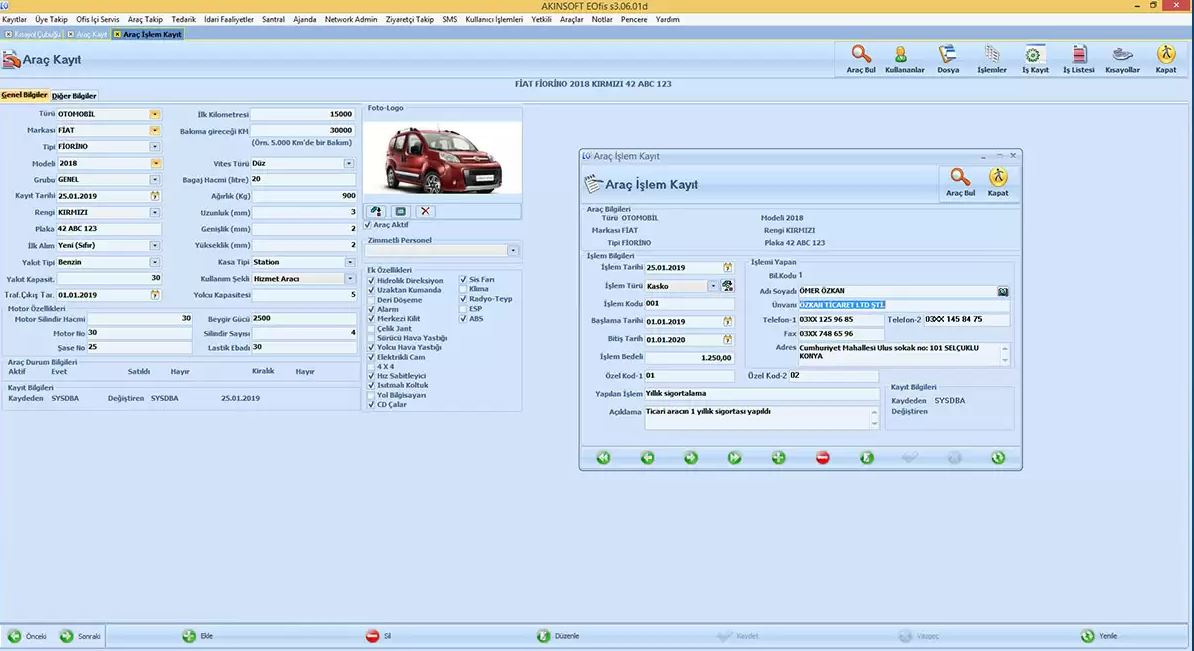 AKINSOFT EOfis s3.06.01d
Kayıtlar Üye Takip Ofis İçi Servis Araç Takip Tedarik İdari Faaliyetler Santral Ajanda Network Admin Ziyaretçi Takip SMS Kullanıcı İşlemleri Yetkili Araçlar Notlar Pencere Yardım
Kısayol Çubuğu Araç Kayıt Araç İşlem Kayıt
Araç Kayıt
Araç Bul Kullananlar Dosya İşlemler İş Kayıt İş Listesi Kısayollar Kapat
FİAT FİORİNO 2018 KIRMIZI 42 ABC 123
Genel Bilgiler Diğer Bilgiler
Türü OTOMOBİL
Markası FİAT
Tipi FİORİNO
Modeli 2018
Grubu GENEL
Kayıt Tarihi 25.01.2019
Rengi KIRMIZI
Plaka 42 ABC 123
İlk Alım Yeni (Sıfır)
Yakıt Tipi Benzin
Yakıt Kapasit. 30
Traf.Çıkış Tar. 01.01.2019
İlk Kilometresi 15000
Bakıma gireceği KM 30000
(Örn. 5.000 Km'de bir Bakım)
Vites Türü Düz
Bagaj Hacmi (litre) 20
Ağırlık (Kg) 900
Uzunluk (mm) 3
Genişlik (mm) 2
Yükseklik (mm) 2
Kasa Tipi Station
Kullanım Şekli Hizmet Aracı
Yolcu Kapasitesi 5
Motor Özellikleri
Motor Silindir Hacmi 30 Beygir Gücü 2500
Motor No 30 Silindir Sayısı 4
Şase No 25 Lastik Ebadı 30
Araç Durum Bilgileri
Aktif Evet Satıldı Hayır Kiralık Hayır
Kayıt Bilgileri
Kaydeden SYSDBA Değiştiren SYSDBA 25.01.2019
Foto-Logo
Araç Aktif
Zimmetli Personel
Ek Özellikleri
Hidrolik Direksiyon
Uzaktan Kumanda
Deri Döşeme
Alarm
Merkezi Kilit
Çelik Jant
Sürücü Hava Yastığı
Yolcu Hava Yastığı
Elektrikli Cam
4 X 4
Hız Sabitleyici
Isıtmalı Koltuk
Yol Bilgisayarı
CD Çalar
Sis Farı
Klima
Radyo-Teyp
ESP
ABS
Araç İşlem Kayıt
Araç İşlem Kayıt
Araç Bul Kapat
Araç Bilgileri
Türü OTOMOBİL Modeli 2018
Markası FİAT Rengi KIRMIZI
Tipi FİORİNO Plaka 42 ABC 123
İşlem Bilgileri
İşlem Tarihi 25.01.2019
İşlem Türü Kasko
İşlem Kodu 001
Başlama Tarihi 01.01.2019
Bitiş Tarih 01.01.2020
İşlem Bedeli 1.250,00
Özel Kod-1 01 Özel Kod-2 02
Yapılan İşlem Yıllık sigortalama
Açıklama Ticari aracın 1 yıllık sigortası yapıldı
İşlemi Yapan
Bil.Kodu 1
Adı Soyadı ÖMER ÖZKAN
Ünvanı ÖZKAN TİCARET LTD ŞTİ.
Telefon-1 03XX 125 96 85 Telefon-2 03XX 145 84 75
Fax 03XX 748 65 96
Adres Cumhuriyet Mahallesi Ulus sokak no: 101 SELÇUKLU
KONYA
Kayıt Bilgileri
Kaydeden SYSDBA
Değiştiren
Önceki Sonraki Ekle Sil Düzenle Kaydet Vazgeç Yenile